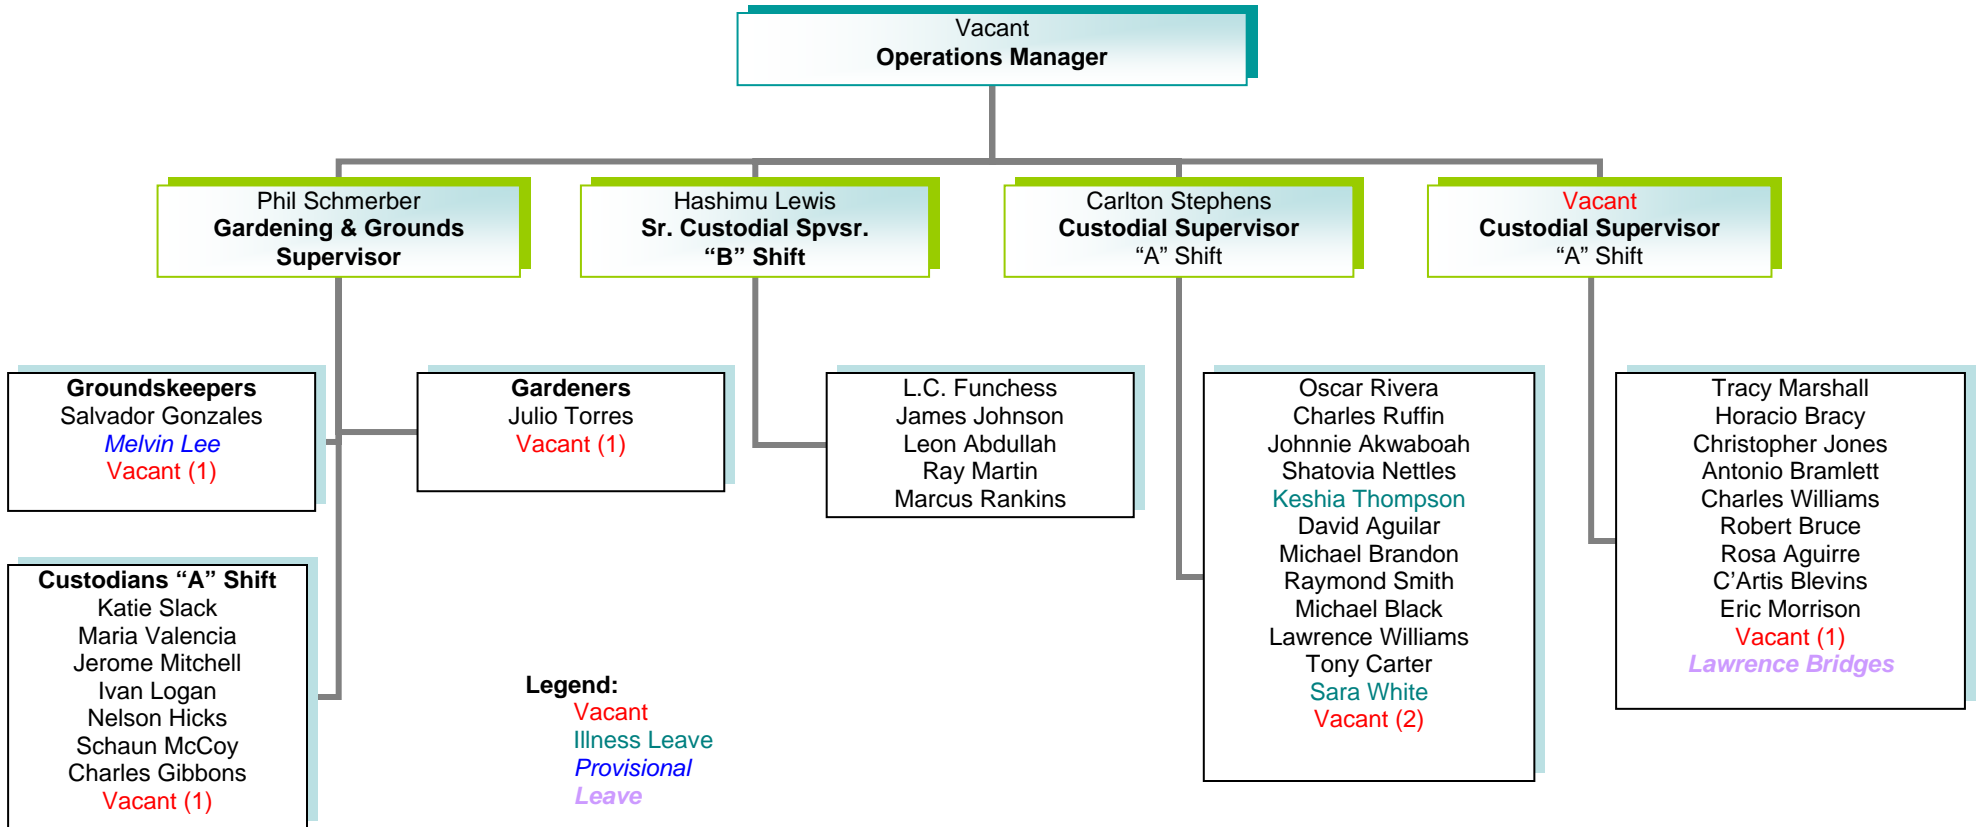 Vacant
Operations Manager
Phil Schmerber
Gardening & Grounds
Supervisor
Hashimu Lewis
Sr. Custodial Spvsr.
“B” Shift
Carlton Stephens
Custodial Supervisor
“A” Shift
Vacant
Custodial Supervisor
“A” Shift
Groundskeepers
Salvador Gonzales
Melvin Lee
Vacant (1)
Gardeners
Julio Torres
Vacant (1)
L.C. Funchess
James Johnson
Leon Abdullah
Ray Martin
Marcus Rankins
Oscar Rivera
Charles Ruffin
Johnnie Akwaboah
Shatovia Nettles
Keshia Thompson
David Aguilar
Michael Brandon
Raymond Smith
Michael Black
Lawrence Williams
Tony Carter
Sara White
Vacant (2)
Tracy Marshall
Horacio Bracy
Christopher Jones
Antonio Bramlett
Charles Williams
Robert Bruce
Rosa Aguirre
C’Artis Blevins
Eric Morrison
Vacant (1)
Lawrence Bridges
Custodians “A” Shift
Katie Slack
Maria Valencia
Jerome Mitchell
Ivan Logan
Nelson Hicks
Schaun McCoy
Charles Gibbons
Vacant (1)
Legend:
Vacant
Illness Leave
Provisional
Leave